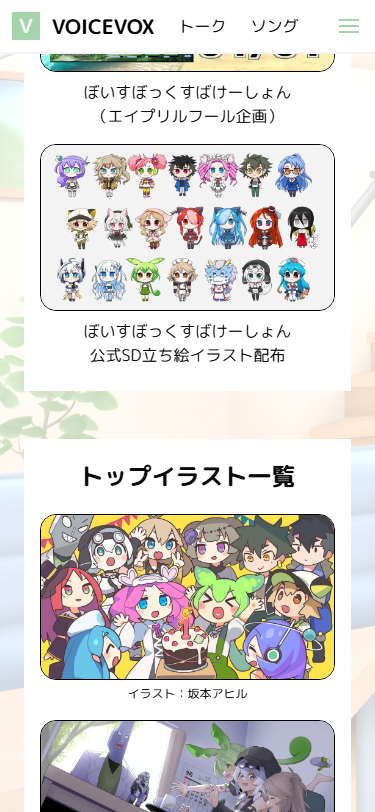 V VOICEVOX トーク ソング
ぼいすぼっくすばけーしょん
（エイプリルフール企画）
ぼいすぼっくすばけーしょん
公式SD立ち絵イラスト配布
トップイラスト一覧
イラスト：坂本アヒル